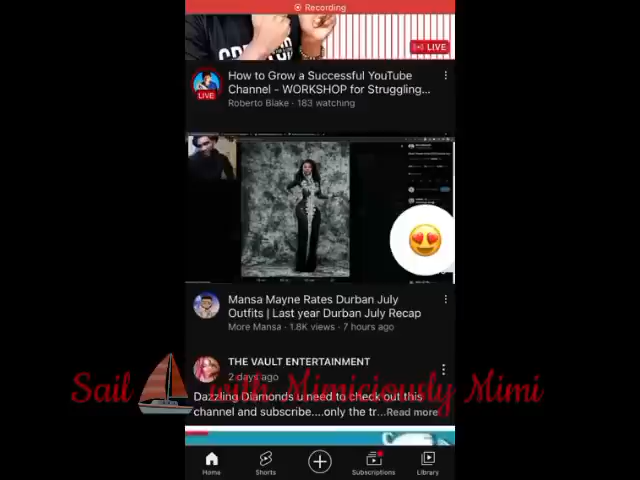 Recording
LIVE
How to Grow a Successful YouTube
Channel - WORKSHOP for Struggling...
LIVE
Roberto Blake · 183 watching
Mansa Mayne Rates Durban July
Outfits | Last year Durban July Recap
More Mansa · 1.8K views · 7 hours ago
THE VAULT ENTERTAINMENT
2 days ago
Sail with Mimiciously Mimi
Dazzling Diamonds u need to check out this
channel and subscribe....only the tr...Read more
Home Shorts Subscriptions Library